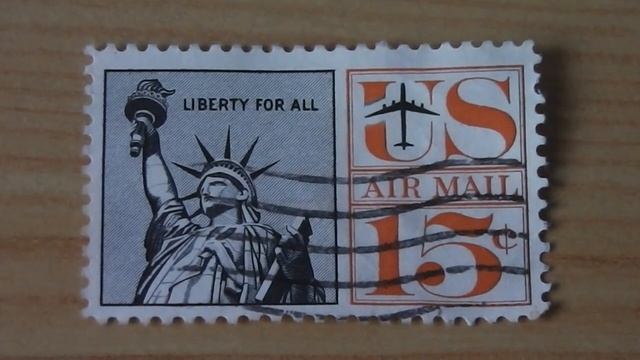 LIBERTY FOR ALL
US
AIR MAIL
15¢